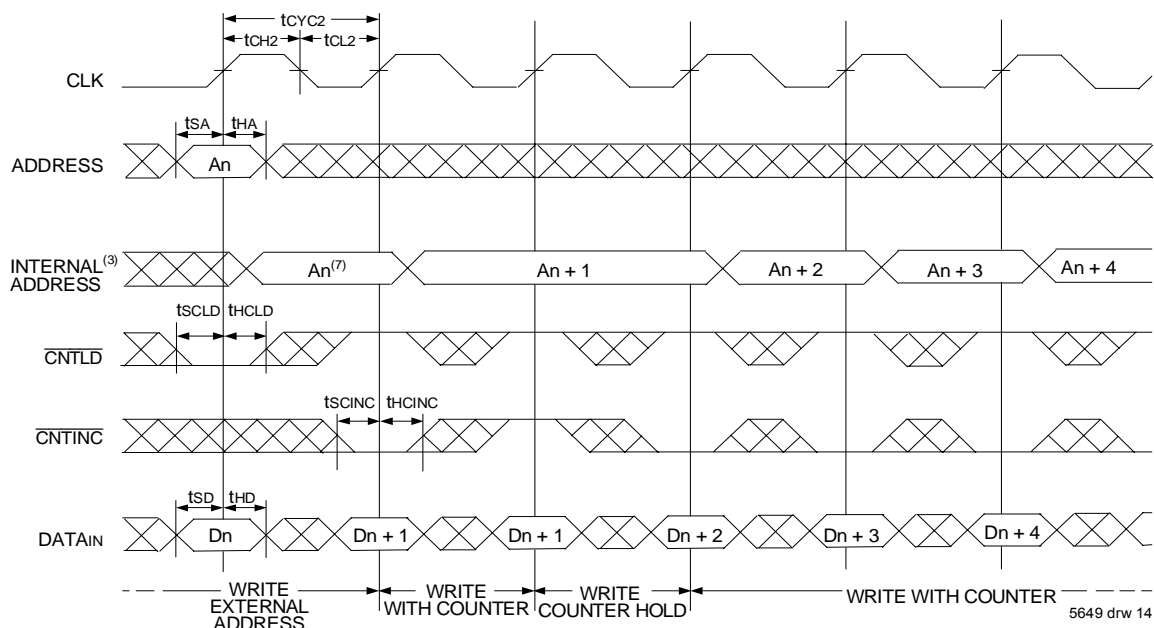 tCYC2
tCH2 tCL2
CLK
tSA tHA
ADDRESS An
INTERNAL(3)
ADDRESS An(7) An + 1 An + 2 An + 3 An + 4
tSCLD tHCLD
CNTLD
tSCINC tHCINC
CNTINC
tSD tHD
DATAIN Dn Dn + 1 Dn + 1 Dn + 2 Dn + 3 Dn + 4
WRITE
EXTERNAL
ADDRESS
WRITE
WITH COUNTER
WRITE
COUNTER HOLD
WRITE WITH COUNTER
5649 drw 14